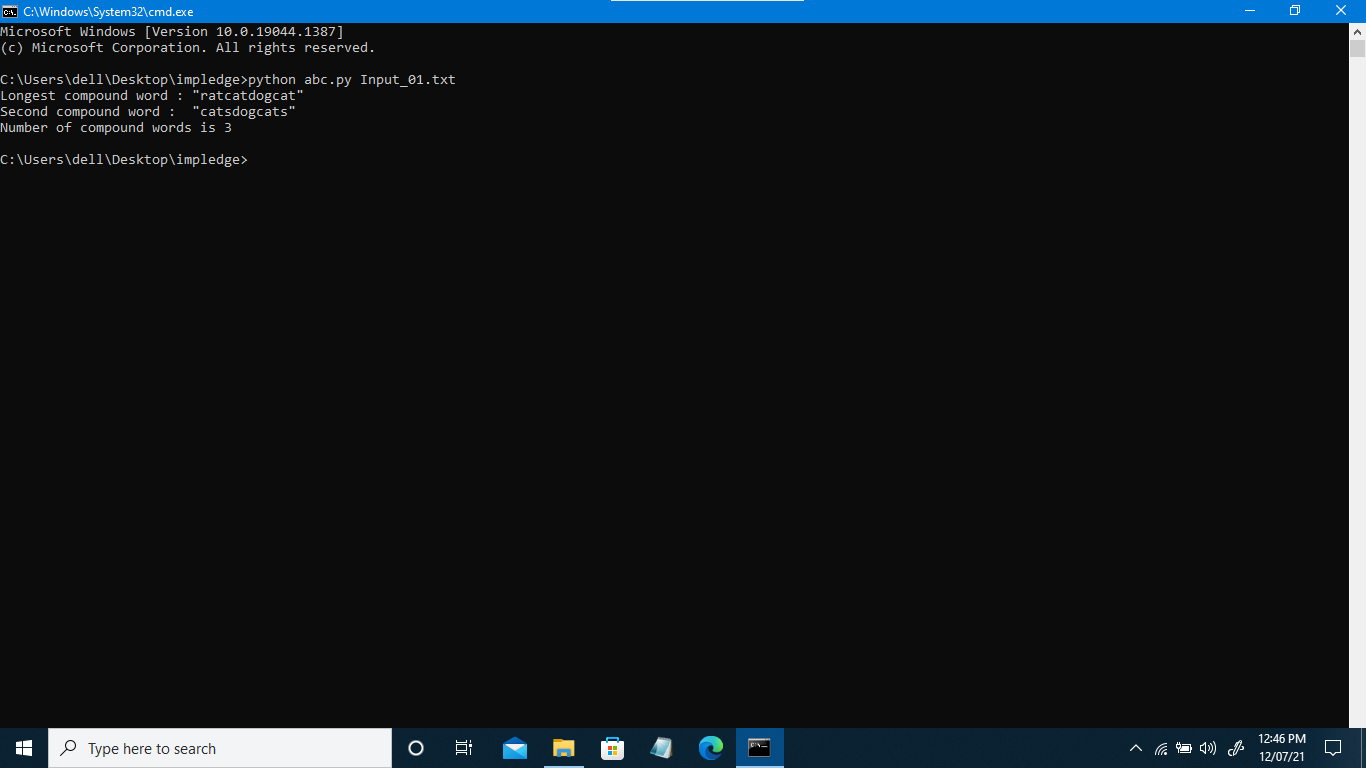 C:\Windows\System32\cmd.exe
Microsoft Windows [Version 10.0.19044.1387]
(c) Microsoft Corporation. All rights reserved.
C:\Users\dell\Desktop\impledge>python abc.py Input_01.txt
Longest compound word : "ratcatdogcat"
Second compound word :  "catsdogcats"
Number of compound words is 3
C:\Users\dell\Desktop\impledge>
Type here to search
12:46 PM
12/07/21